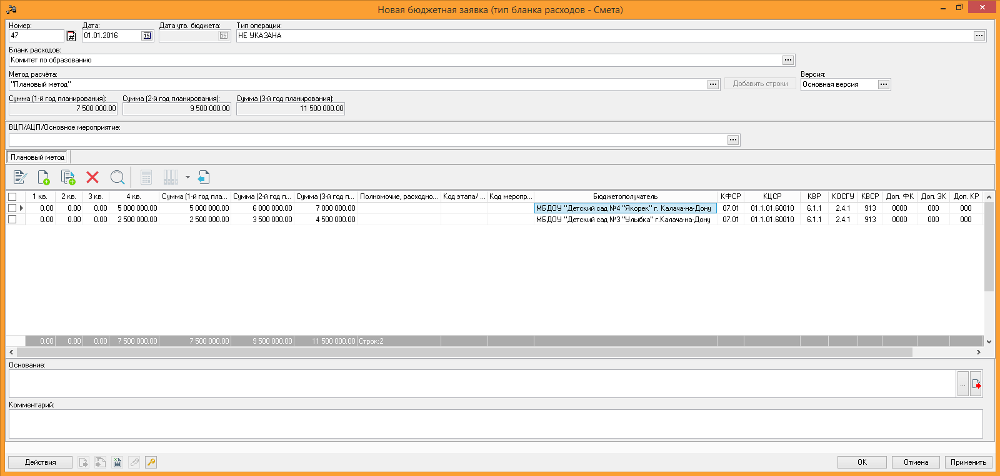 Новая бюджетная заявка (тип бланка расходов - Смета)
Номер: Дата: Дата утв. бюджета: Тип операции:
47 01.01.2016 НЕ УКАЗАНА
Бланк расходов:
Комитет по образованию
Метод расчёта: Версия:
"Плановый метод" Добавить строки Основная версия
Сумма (1-й год планирования): Сумма (2-й год планирования): Сумма (3-й год планирования):
7 500 000.00 9 500 000.00 11 500 000.00
ВЦП/АЦП/Основное мероприятие:
Плановый метод
1 кв. 2 кв. 3 кв. 4 кв. Сумма (1-й год пла... Сумма (2-й год п... Сумма (3-й год п... Полномочие, расходно... Код этапа/ ... Код меропр... Бюджетополучатель КФСР КЦСР КВР КОСГУ КВСР Доп. ФК Доп. ЭК Доп. КР
0.00 0.00 0.00 5 000 000.00 5 000 000.00 6 000 000.00 7 000 000.00 МБДОУ "Детский сад №4 "Якорек" г. Калача-на-Дону 07.01 01.1.01.60010 6.1.1 2.4.1 913 0000 000 000
0.00 0.00 0.00 2 500 000.00 2 500 000.00 3 500 000.00 4 500 000.00 МБДОУ "Детский сад №3 "Улыбка" г.Калача-на-Дону 07.01 01.1.01.60010 6.1.1 2.4.1 913 0000 000 000
0.00 0.00 0.00 7 500 000.00 7 500 000.00 9 500 000.00 11 500 000.00 Строк:2
Основание:
Комментарий:
Действия ОК Отмена Применить